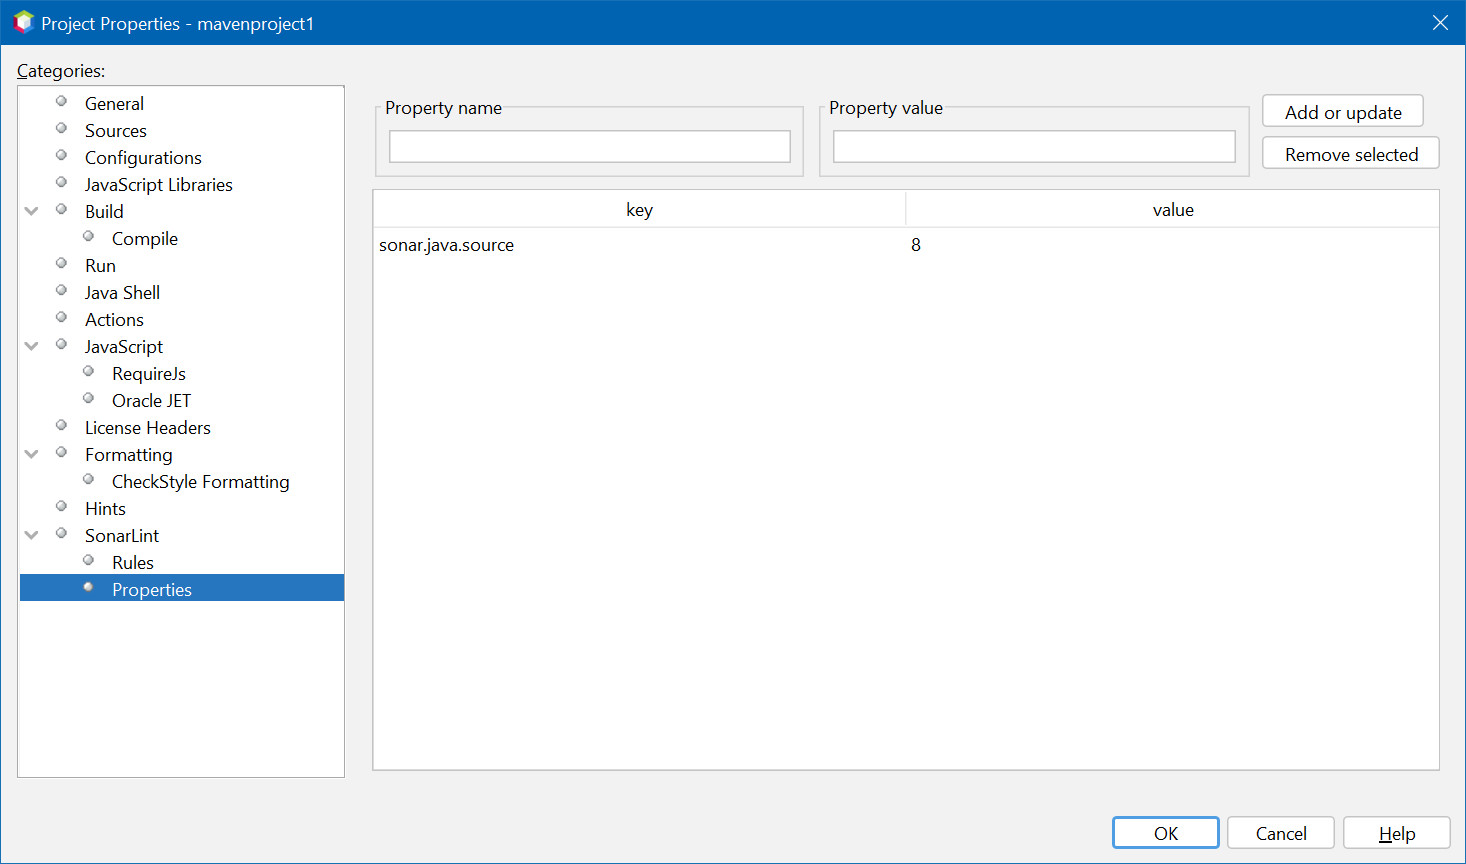 Project Properties - mavenproject1
Categories:
General
Sources
Configurations
JavaScript Libraries
Build
Compile
Run
Java Shell
Actions
JavaScript
RequireJs
Oracle JET
License Headers
Formatting
CheckStyle Formatting
Hints
SonarLint
Rules
Properties
Property name
Property value
Add or update
Remove selected
key value
sonar.java.source 8
OK Cancel Help